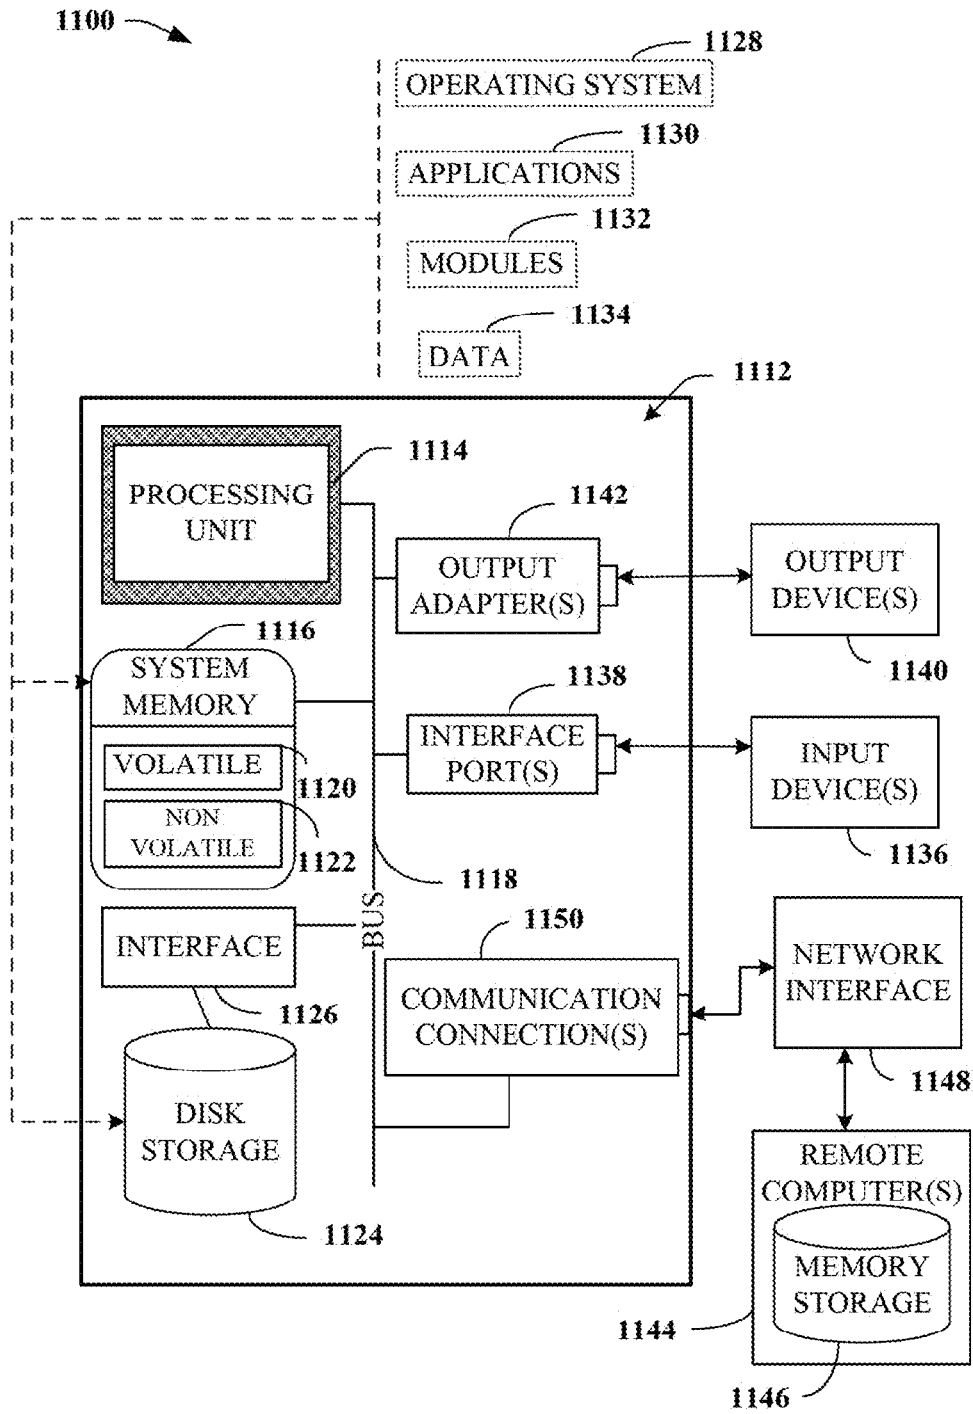 1100
1128
OPERATING SYSTEM
1130
APPLICATIONS
1132
MODULES
1134
DATA
1112
1114
PROCESSING
UNIT
1142
OUTPUT
ADAPTER(S)
OUTPUT
DEVICE(S)
1140
1116
SYSTEM
MEMORY
VOLATILE
1120
NON
VOLATILE
1122
1138
INTERFACE
PORT(S)
INPUT
DEVICE(S)
1136
1118
BUS
INTERFACE
1126
1150
COMMUNICATION
CONNECTION(S)
NETWORK
INTERFACE
1148
DISK
STORAGE
1124
REMOTE
COMPUTER(S)
MEMORY
STORAGE
1144
1146